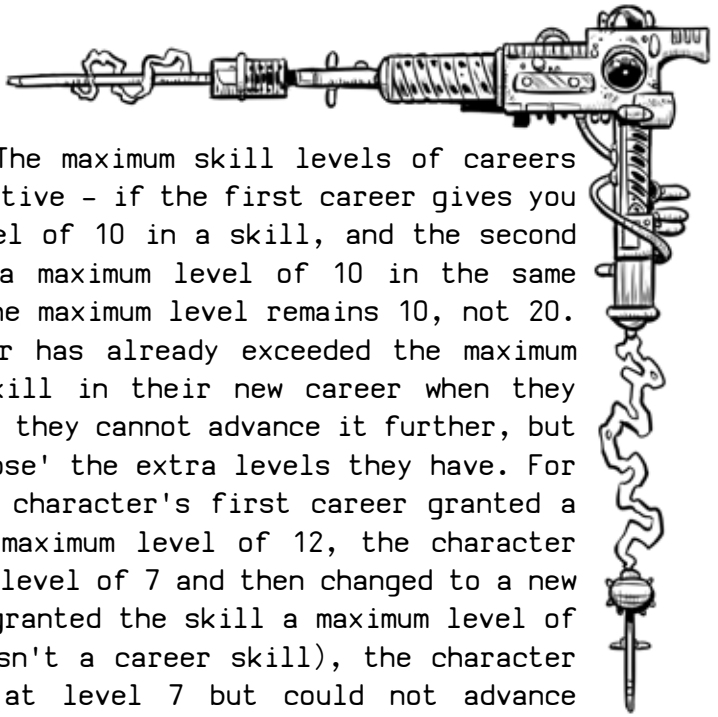 The maximum skill levels of careers
tive – if the first career gives you
el of 10 in a skill, and the second
a maximum level of 10 in the same
he maximum level remains 10, not 20.
r has already exceeded the maximum
kill in their new career when they
they cannot advance it further, but
ose' the extra levels they have. For
character's first career granted a
maximum level of 12, the character
level of 7 and then changed to a new
granted the skill a maximum level of
sn't a career skill), the character
at level 7 but could not advance